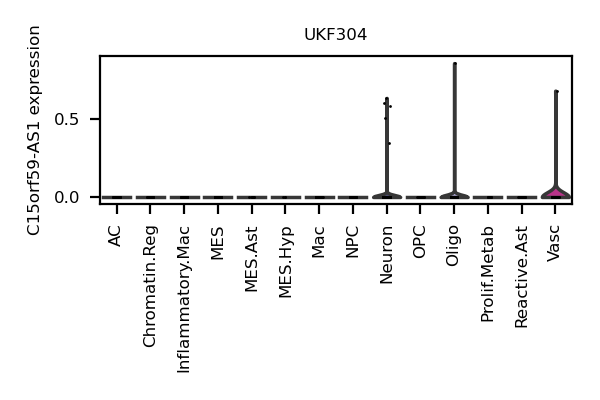 UKF304
C15orf59-AS1 expression
0.5
0.0
AC
Chromatin.Reg
Inflammatory.Mac
MES
MES.Ast
MES.Hyp
Mac
NPC
Neuron
OPC
Oligo
Prolif.Metab
Reactive.Ast
Vasc